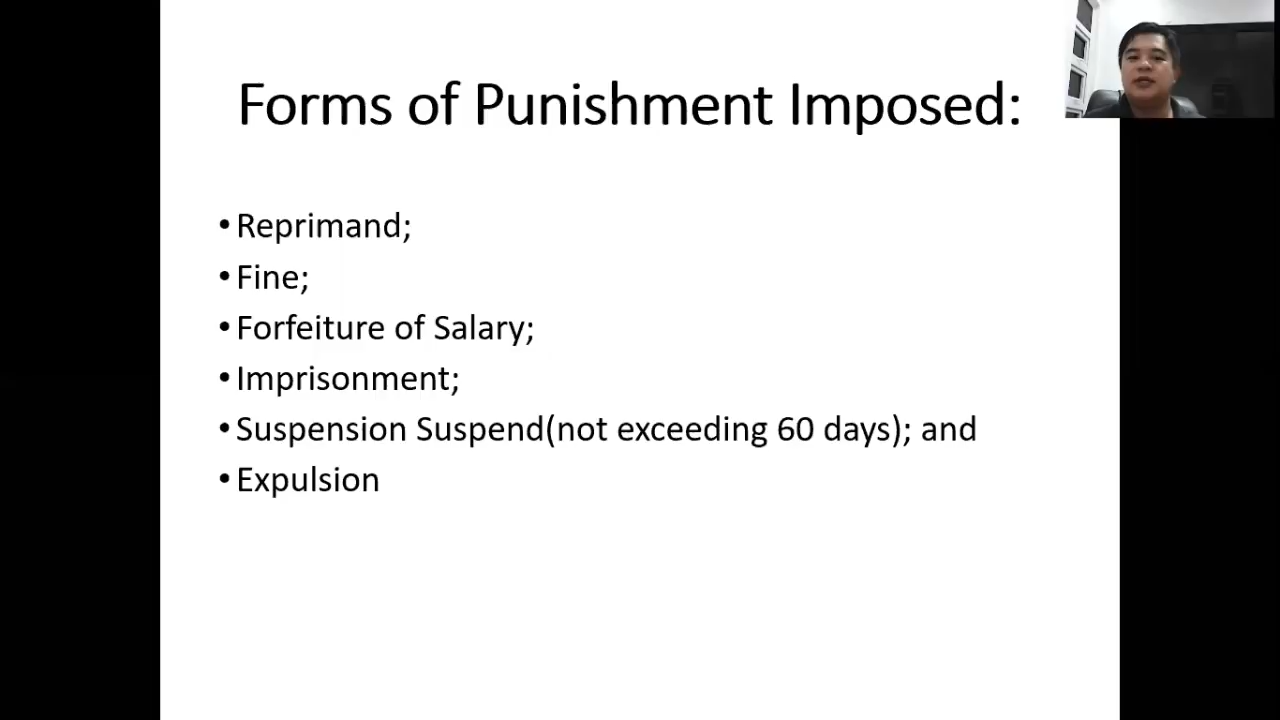 Forms of Punishment Imposed:
•Reprimand;
•Fine;
•Forfeiture of Salary;
•Imprisonment;
•Suspension Suspend(not exceeding 60 days); and
•Expulsion